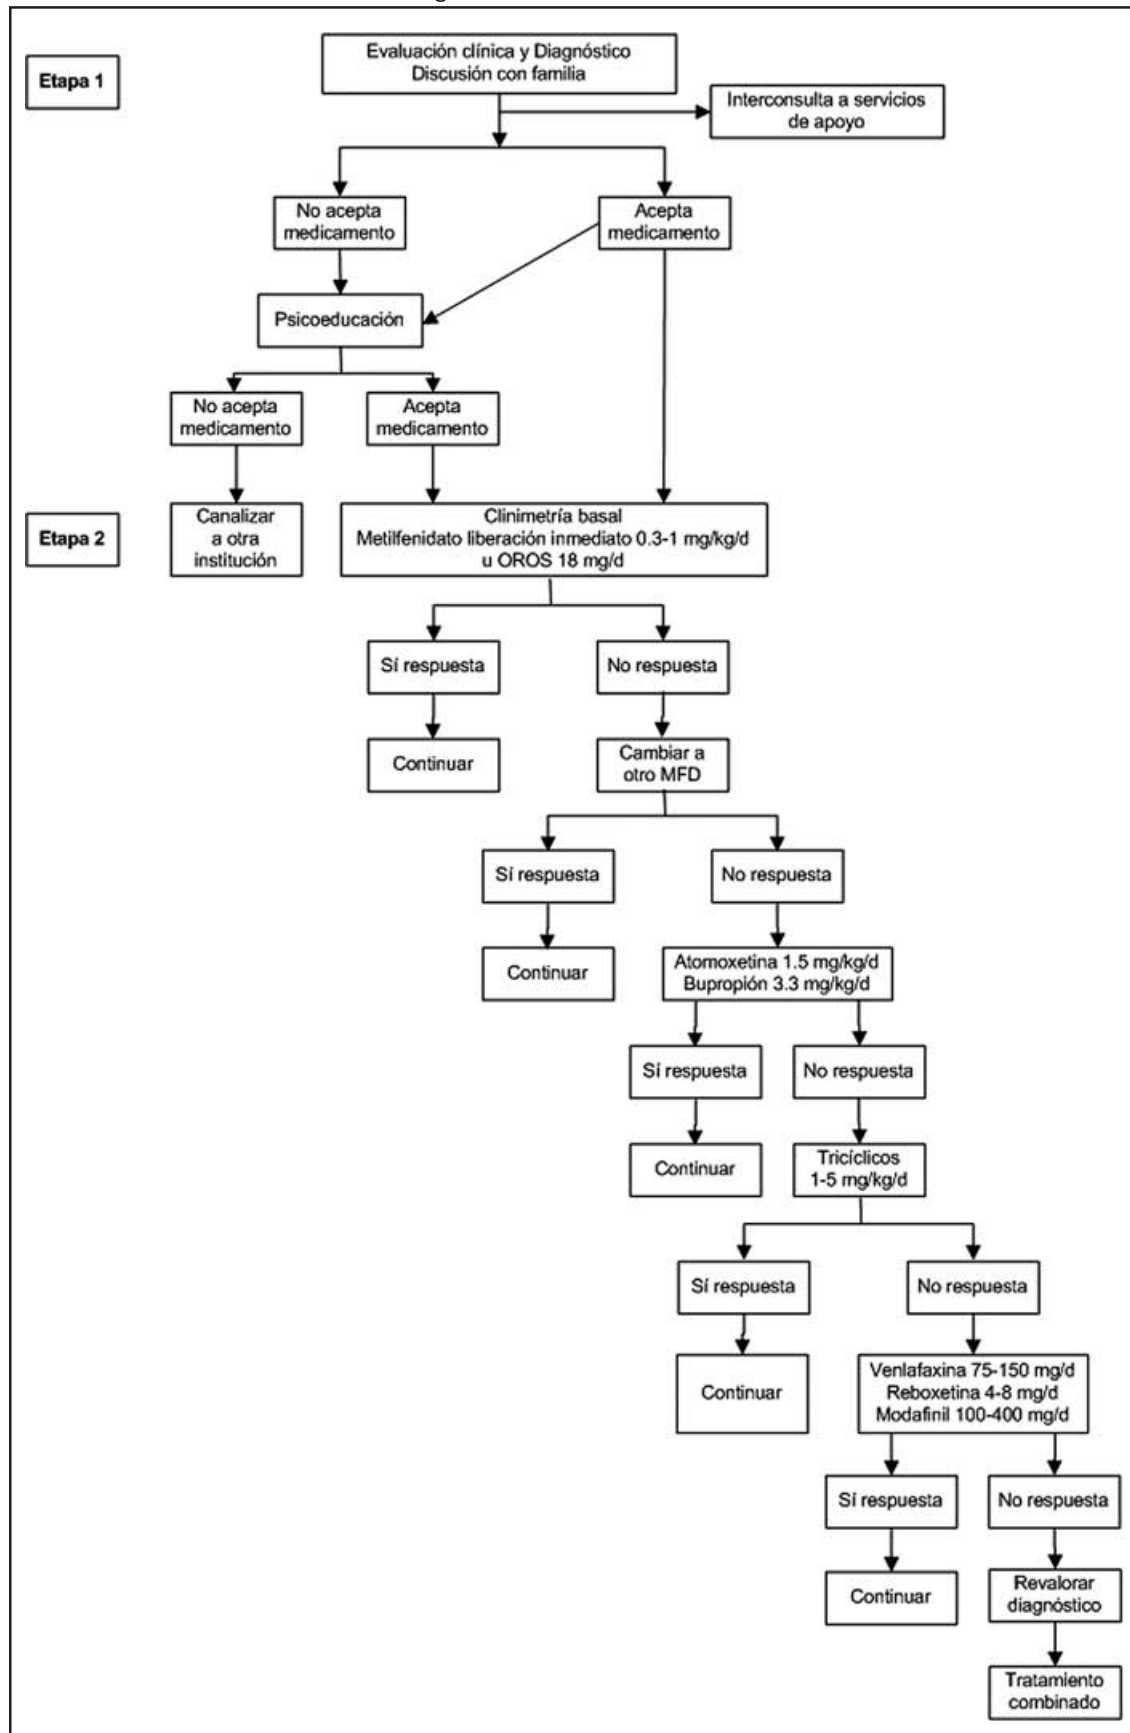 Evaluación clínica y Diagnóstico
Discusión con familia
Etapa 1
Interconsulta a servicios
de apoyo
No acepta
medicamento
Acepta
medicamento
Psicoeducación
No acepta
medicamento
Acepta
medicamento
Etapa 2
Canalizar
a otra
institución
Clinimetría basal
Metilfenidato liberación inmediato 0.3-1 mg/kg/d
u OROS 18 mg/d
Sí respuesta
No respuesta
Continuar
Cambiar a
otro MFD
Sí respuesta
No respuesta
Continuar
Atomoxetina 1.5 mg/kg/d
Bupropión 3.3 mg/kg/d
Sí respuesta
No respuesta
Continuar
Tricíclicos
1-5 mg/kg/d
Sí respuesta
No respuesta
Continuar
Venlafaxina 75-150 mg/d
Reboxetina 4-8 mg/d
Modafinil 100-400 mg/d
Sí respuesta
No respuesta
Continuar
Revalorar
diagnóstico
Tratamiento
combinado